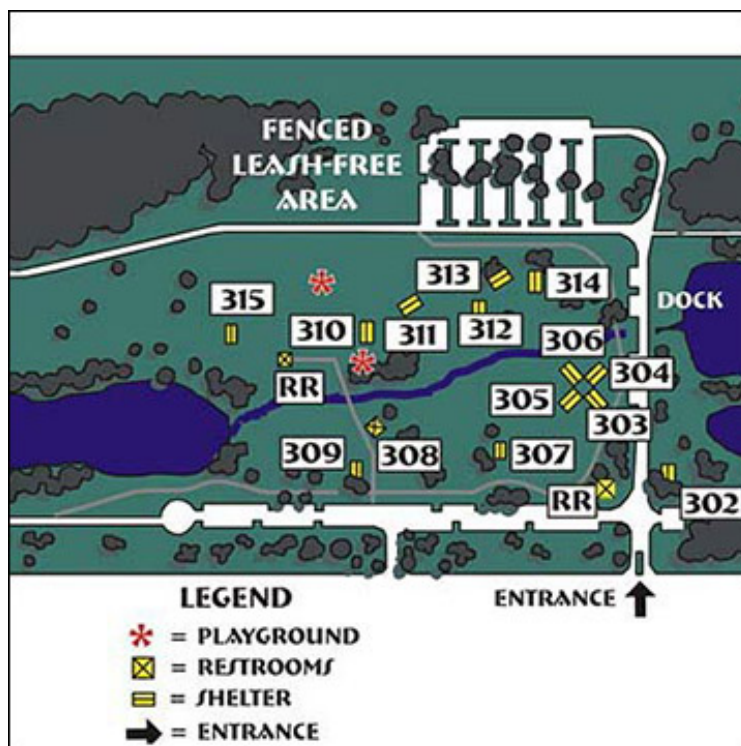 FENCED
LEASH-FREE
AREA
313
314
315
DOCK
310
311
312
306
RR
305
304
303
309
308
307
RR
302
LEGEND
ENTRANCE
* = PLAYGROUND
= RESTROOMS
= SHELTER
= ENTRANCE